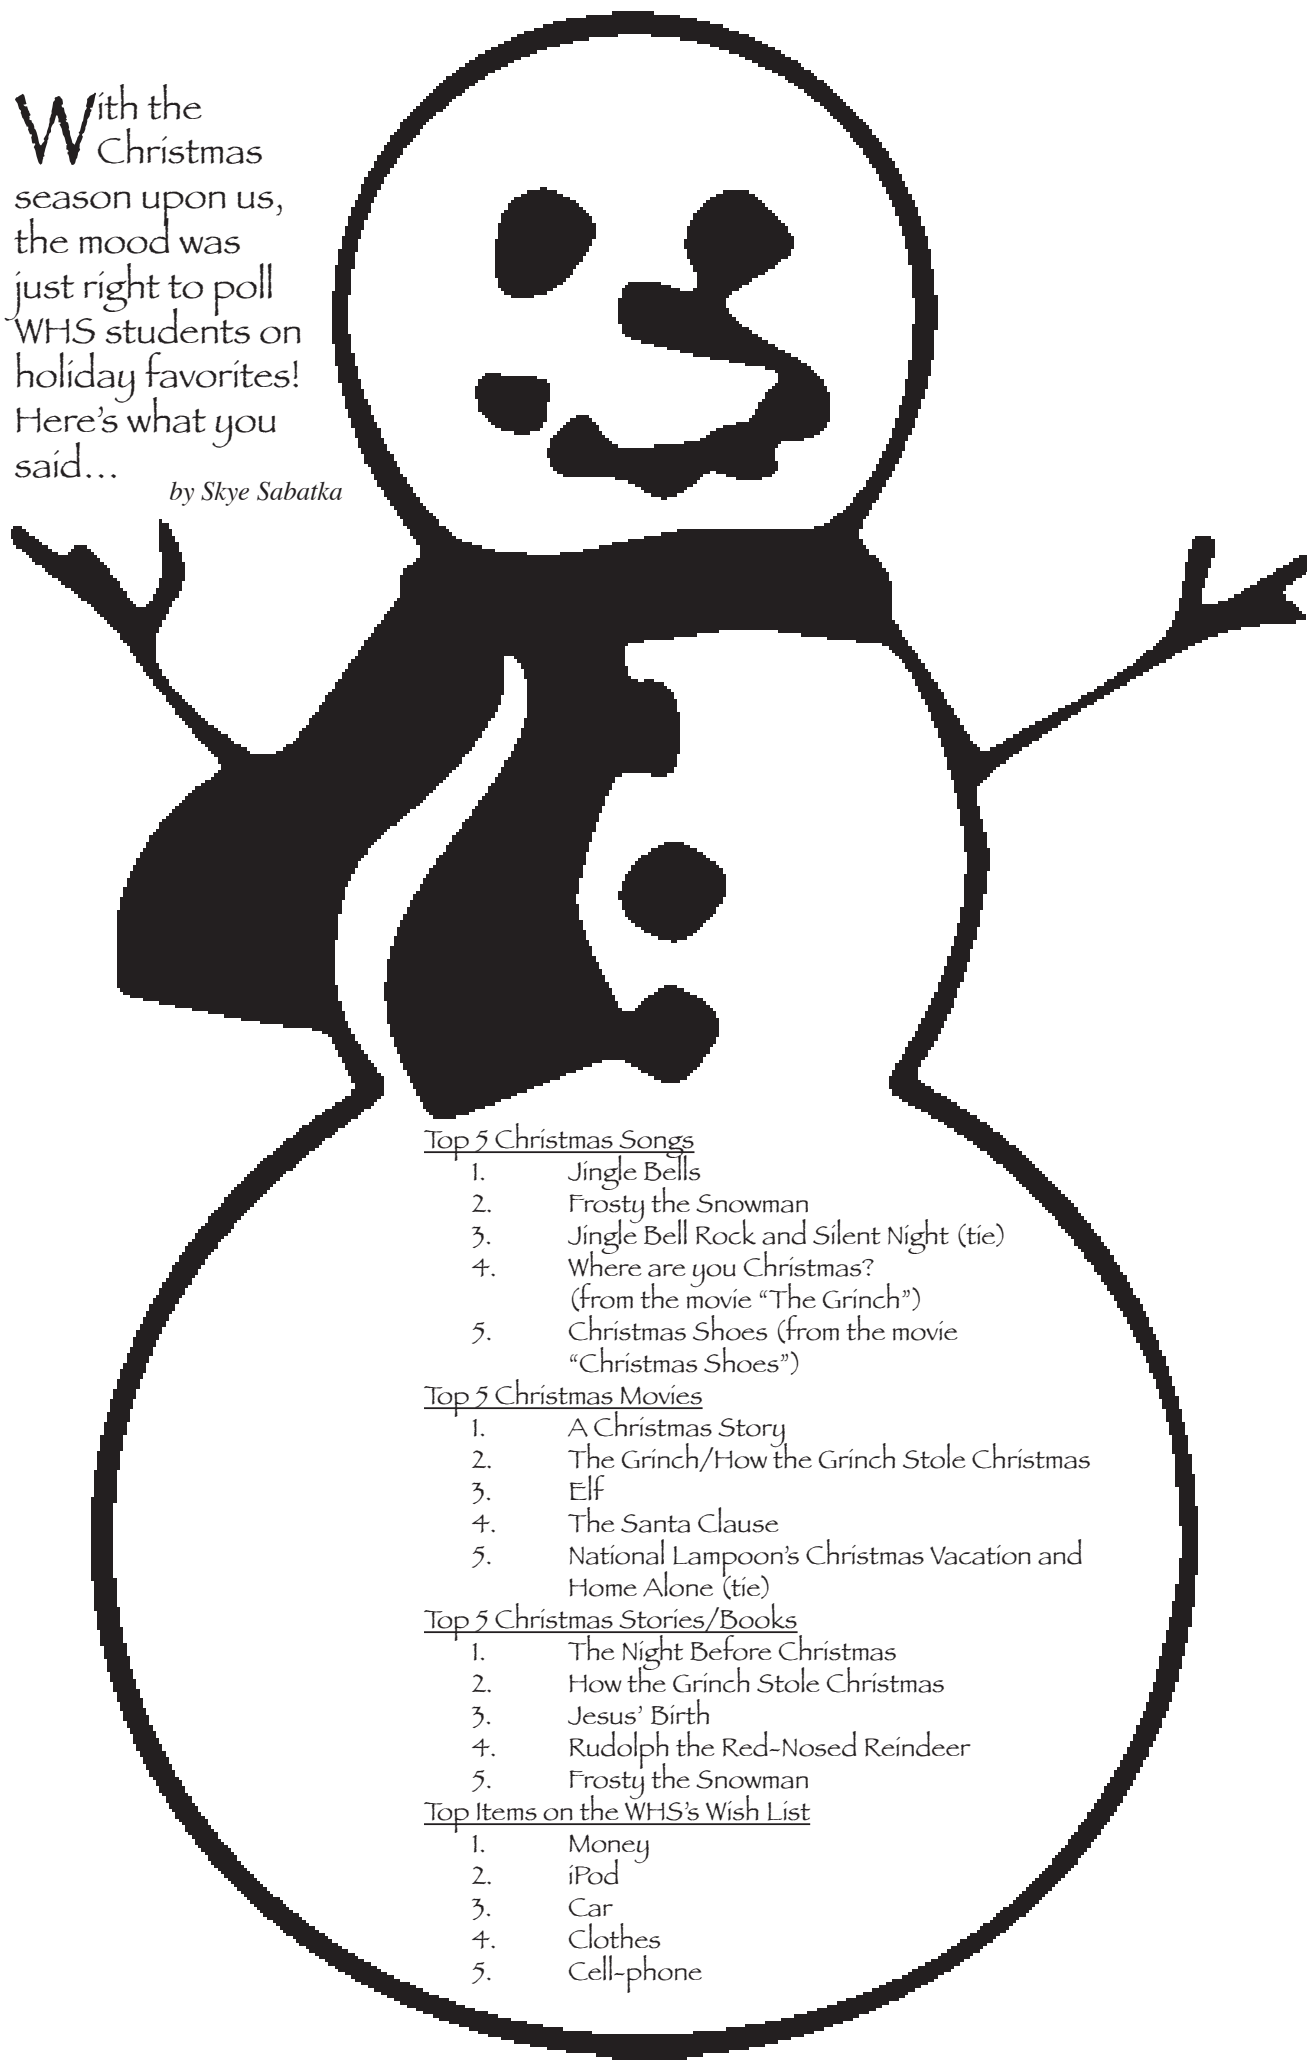 With the
Christmas
season upon us,
the mood was
just right to poll
WHS students on
holiday favorites!
Here's what you
said...
by Skye Sabatka
Top 5 Christmas Songs
1. Jingle Bells
2. Frosty the Snowman
3. Jingle Bell Rock and Silent Night (tie)
4. Where are you Christmas?
(from the movie “The Grinch”)
5. Christmas Shoes (from the movie
“Christmas Shoes”)
Top 5 Christmas Movies
1. A Christmas Story
2. The Grinch/How the Grinch Stole Christmas
3. Elf
4. The Santa Clause
5. National Lampoon's Christmas Vacation and
Home Alone (tie)
Top 5 Christmas Stories/Books
1. The Night Before Christmas
2. How the Grinch Stole Christmas
3. Jesus' Birth
4. Rudolph the Red-Nosed Reindeer
5. Frosty the Snowman
Top Items on the WHS's Wish List
1. Money
2. iPod
3. Car
4. Clothes
5. Cell-phone